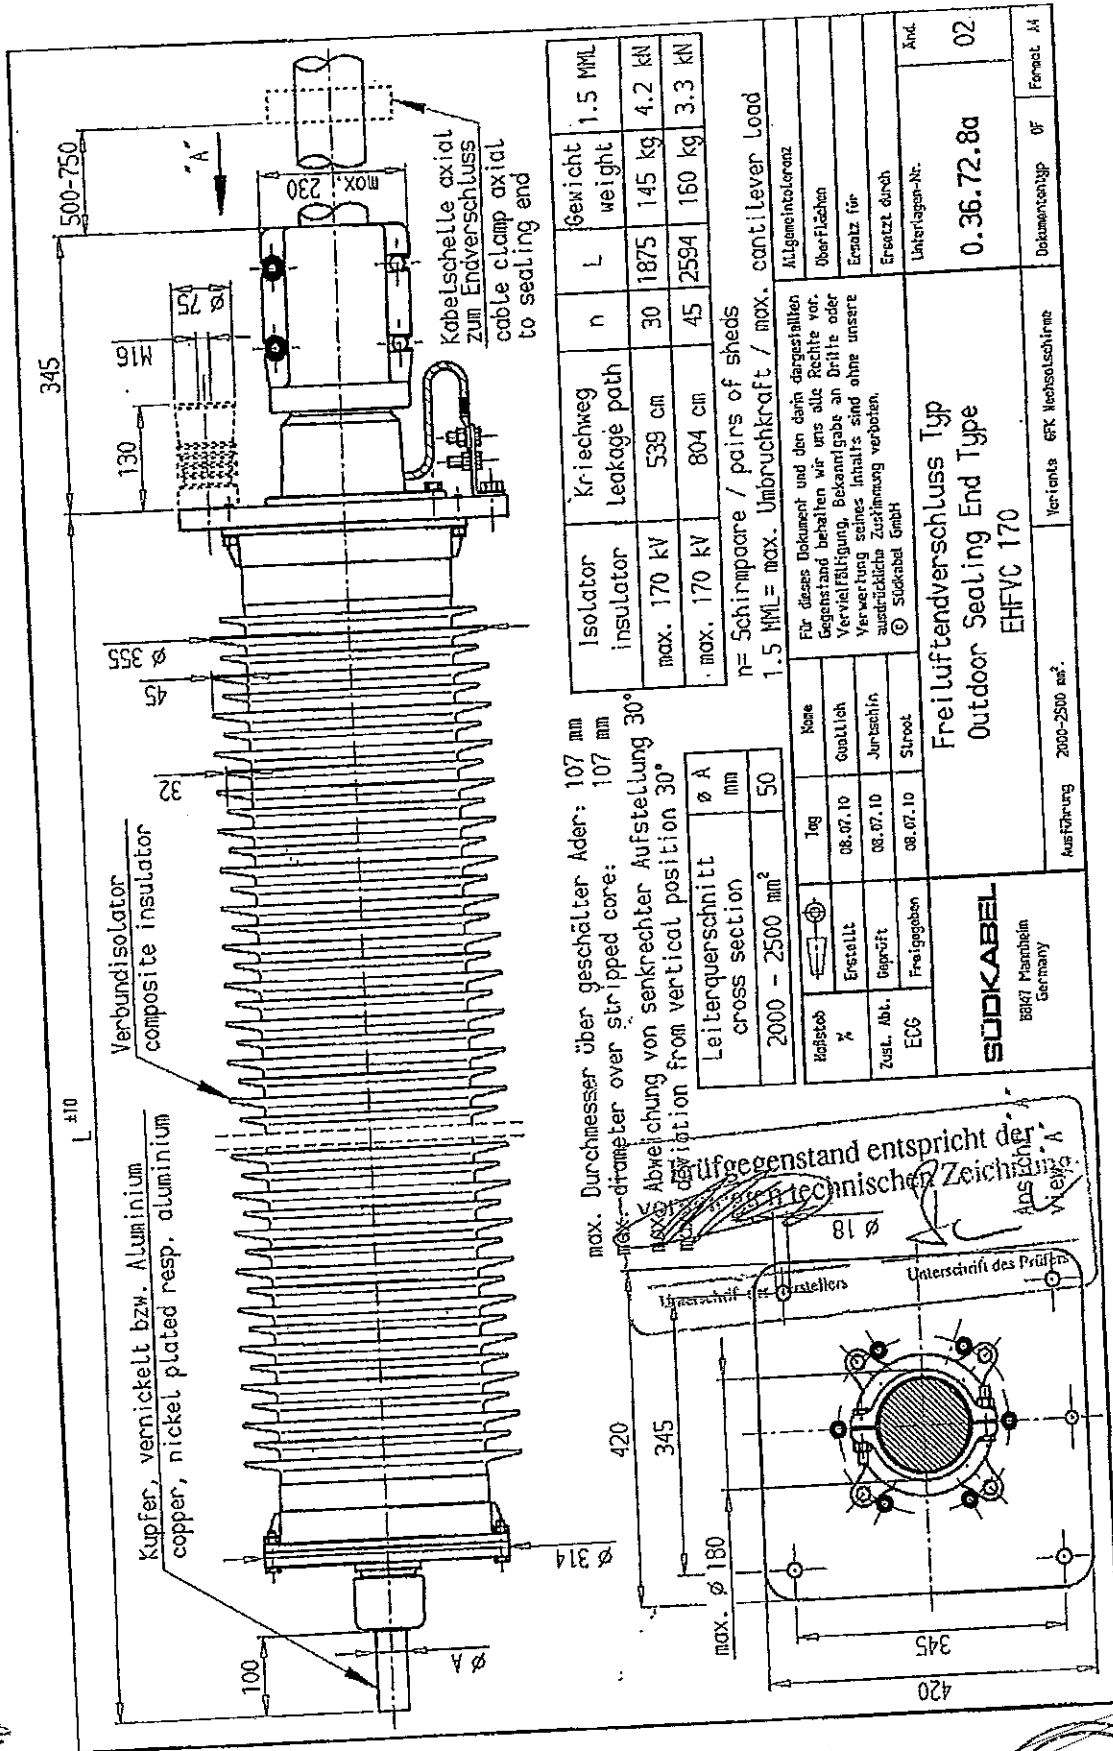 L ±10
345
500-750
"A"
130
M16
Ø 75
max.
230
Kabelschelle axial
zum Endverschluss
cable clamp axial
to sealing end
Kupfer, vernickelt bzw. Aluminium
copper, nickel plated resp. aluminium
Verbundisolator
composite insulator
32
45
Ø 355
100
Ø A
Ø 314
max. Durchmesser über geschälter Ader: 107 mm
max. diameter over stripped core: 107 mm
max. Abweichung von senkrechter Aufstellung 30°
max. deviation from vertical position 30°
Isolator Kriechweg n L Gewicht 1.5 MML
insulator Leakage path weight
max. 170 kV 539 cm 30 1875 145 kg 4.2 kN
max. 170 kV 804 cm 45 2594 160 kg 3.3 kN
n= Schirmpaare / pairs of sheds
1.5 MML= max. Umbruchkraft / max. cantilever load
Leiterquerschnitt Ø A
cross section mm
2000 - 2500 mm² 50
Prüfgegenstand entspricht der
technischen Zeichnung.
Unterschrift des Prüfers
Ansicht "A"
view "A"
Ø 18
420
345
max. Ø 180
345
420
Maßstab Tag Name
% Erstellt 08.07.10 Quallich
Zust. Abt. Geprüft 08.07.10 Jurtschin
ECG Freigegeben 08.07.10 Stroot
Für dieses Dokument und den darin dargestellten
Gegenstand behalten wir uns alle Rechte vor.
Vervielfältigung, Bekanntgabe an Dritte oder
Verwertung seines Inhalts sind ohne unsere
ausdrückliche Zustimmung verboten.
© Südkabel GmbH
Allgemeintoleranz
Oberflächen
Ersatz für
Ersetzt durch
SÜDKABEL
68147 Mannheim
Germany
Freiluftendverschluss Typ
Outdoor Sealing End Type
EHFVC 170
Unterlagen-Nr. Änd.
0.36.72.8a 02
Ausführung 2000-2500 mm². Variante GFK Wechselschirme Dokumententyp OF Format A4